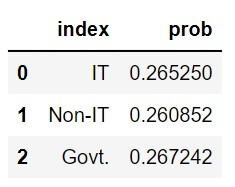 index prob
0 IT 0.265250
1 Non-IT 0.260852
2 Govt. 0.267242